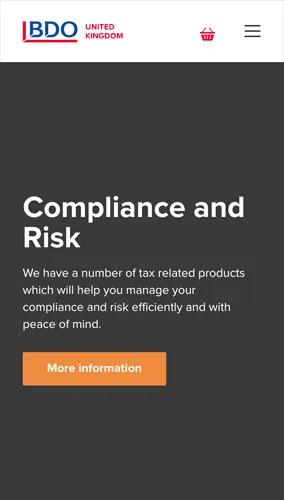 BDO
UNITED
KINGDOM
Compliance and
Risk
We have a number of tax related products
which will help you manage your
compliance and risk efficiently and with
peace of mind.
More information